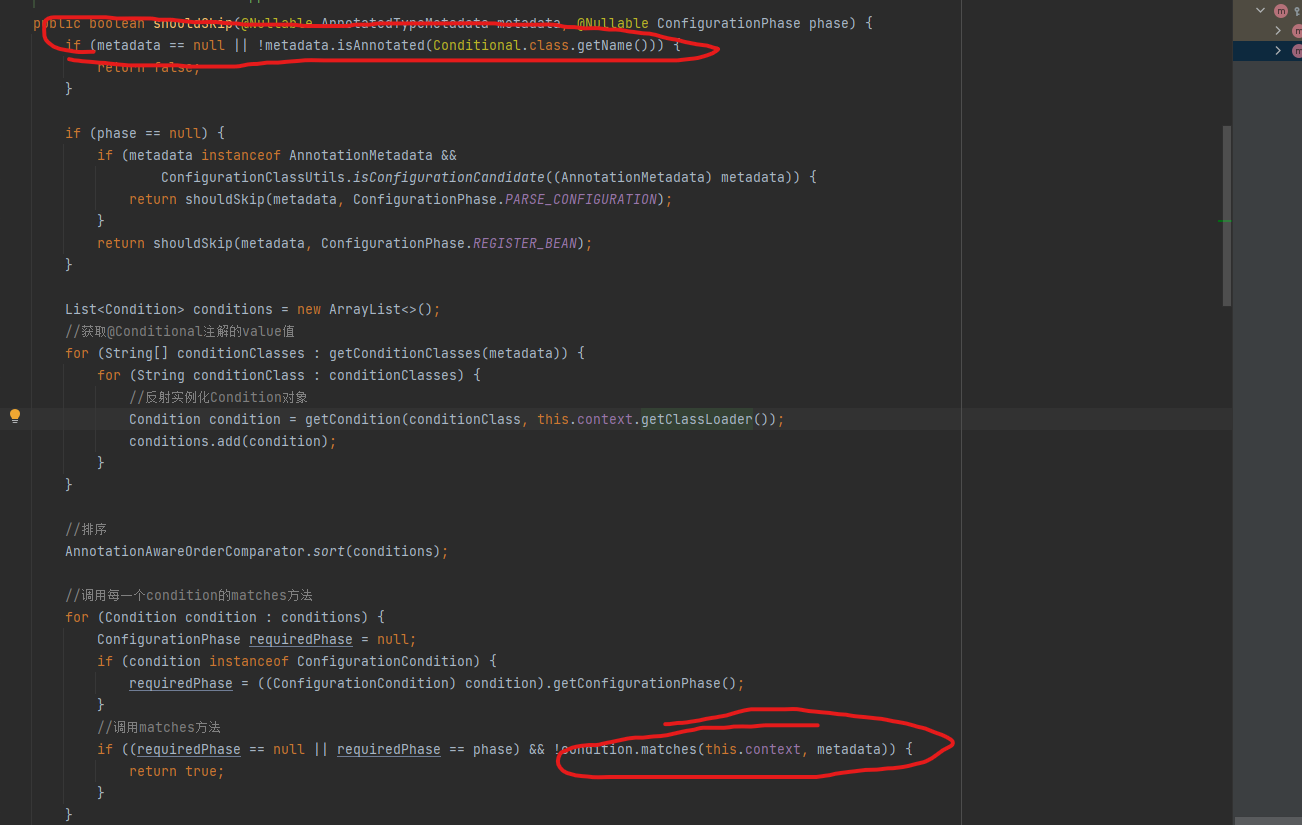 public boolean shouldSkip(@Nullable AnnotatedTypeMetadata metadata, @Nullable ConfigurationPhase phase) {
if (metadata == null || !metadata.isAnnotated(Conditional.class.getName())) {
return false;
}
if (phase == null) {
if (metadata instanceof AnnotationMetadata &&
ConfigurationClassUtils.isConfigurationCandidate((AnnotationMetadata) metadata)) {
return shouldSkip(metadata, ConfigurationPhase.PARSE_CONFIGURATION);
}
return shouldSkip(metadata, ConfigurationPhase.REGISTER_BEAN);
}
List<Condition> conditions = new ArrayList<>();
//获取@Conditional注解的value值
for (String[] conditionClasses : getConditionClasses(metadata)) {
for (String conditionClass : conditionClasses) {
//反射实例化Condition对象
Condition condition = getCondition(conditionClass, this.context.getClassLoader());
conditions.add(condition);
}
}
//排序
AnnotationAwareOrderComparator.sort(conditions);
//调用每一个condition的matches方法
for (Condition condition : conditions) {
ConfigurationPhase requiredPhase = null;
if (condition instanceof ConfigurationCondition) {
requiredPhase = ((ConfigurationCondition) condition).getConfigurationPhase();
}
//调用matches方法
if ((requiredPhase == null || requiredPhase == phase) && !condition.matches(this.context, metadata)) {
return true;
}
}